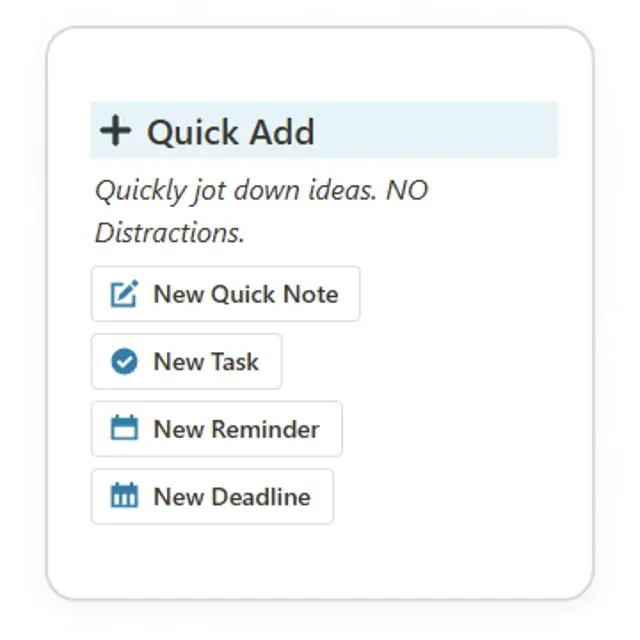 Quick Add
Quickly jot down ideas. NO
Distractions.
New Quick Note
New Task
New Reminder
New Deadline